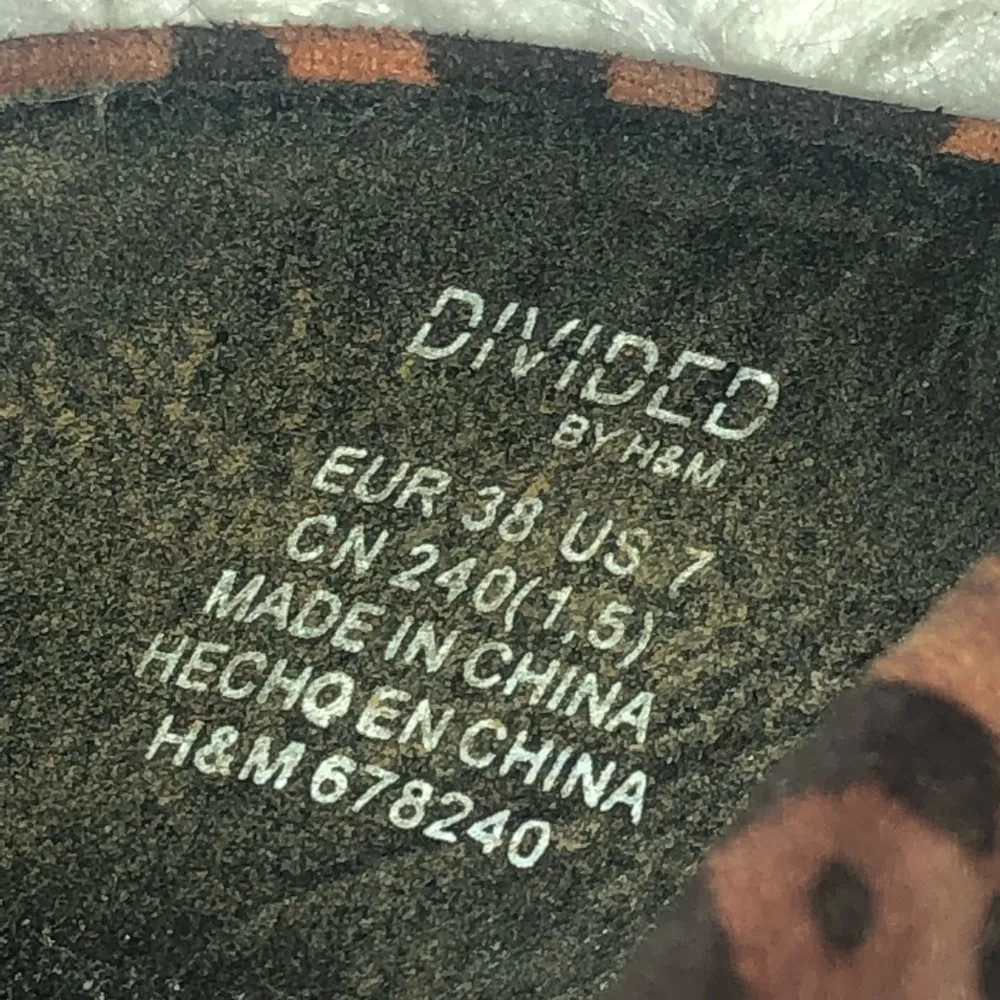 DIVIDED
BY H&M
EUR 38 US 7
CN 240(1,5)
MADE IN CHINA
HECHO EN CHINA
H&M 678240